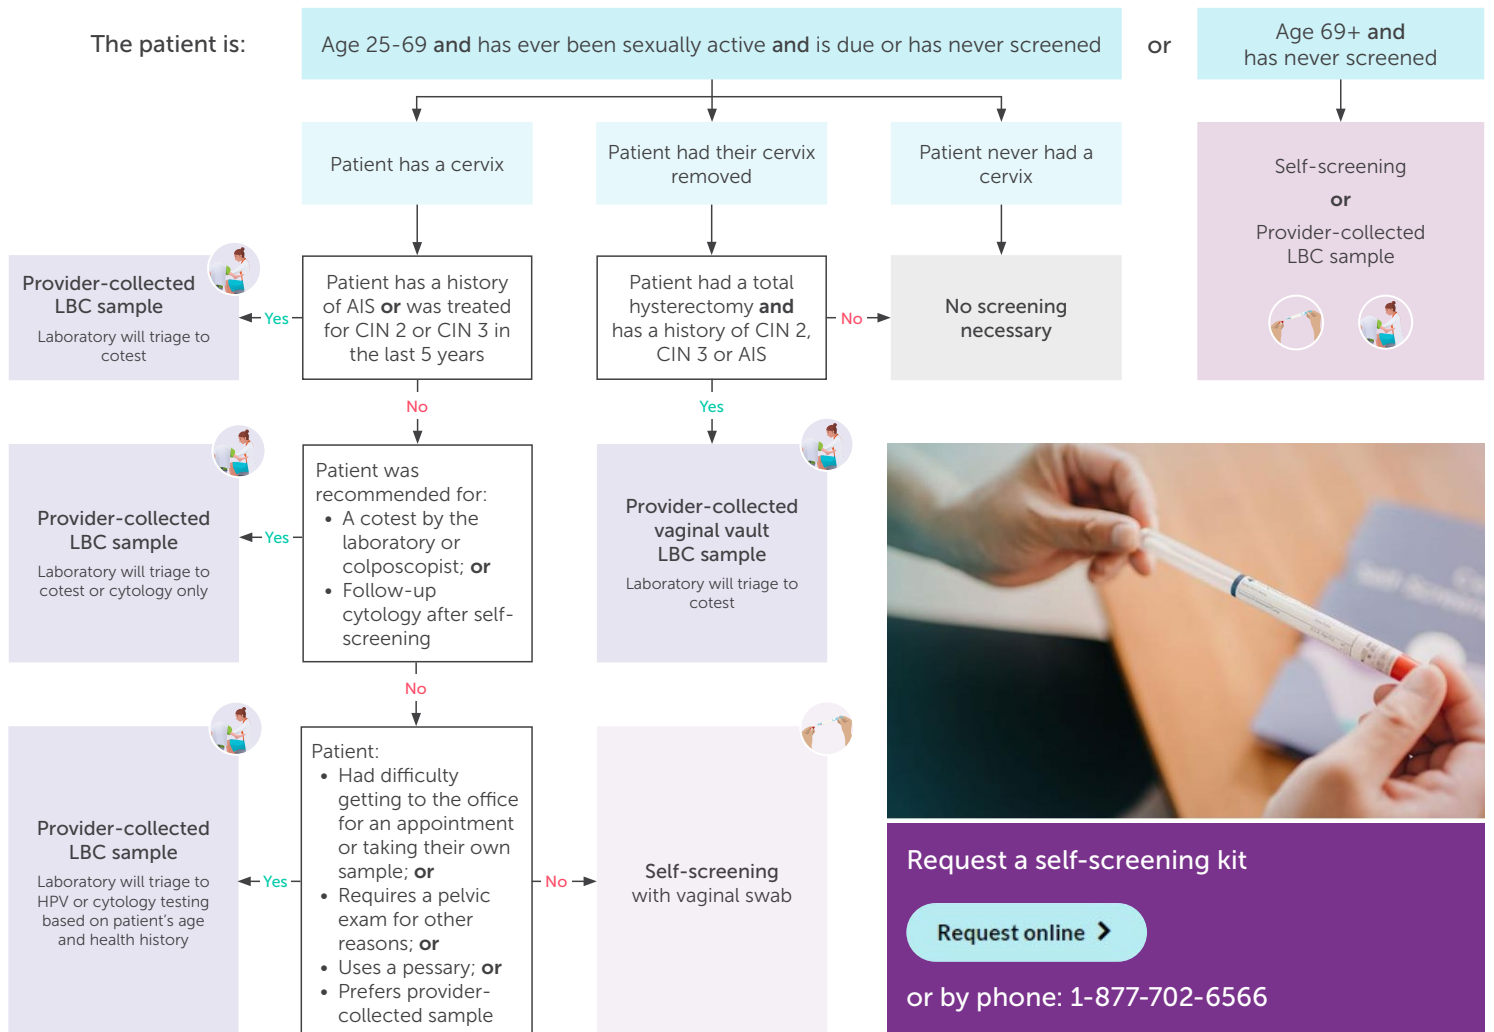 The patient is:
Age 25-69 and has ever been sexually active and is due or has never screened
or
Age 69+ and
has never screened
Patient has a cervix
Patient had their cervix
removed
Patient never had a
cervix
Self-screening
or
Provider-collected
LBC sample
Provider-collected
LBC sample
Laboratory will triage to
cotest
Yes
Patient has a history
of AIS or was treated
for CIN 2 or CIN 3 in
the last 5 years
Patient had a total
hysterectomy and
has a history of CIN 2,
CIN 3 or AIS
No
No screening
necessary
No
Yes
Provider-collected
LBC sample
Laboratory will triage to
cotest or cytology only
Yes
Patient was
recommended for:
• A cotest by the
laboratory or
colposcopist; or
• Follow-up
cytology after self-
screening
Provider-collected
vaginal vault
LBC sample
Laboratory will triage to
cotest
No
Provider-collected
LBC sample
Laboratory will triage to
HPV or cytology testing
based on patient's age
and health history
Yes
Patient:
• Had difficulty
getting to the office
for an appointment
or taking their own
sample; or
• Requires a pelvic
exam for other
reasons; or
• Uses a pessary; or
• Prefers provider-
collected sample
No
Self-screening
with vaginal swab
Request a self-screening kit
Request online
or by phone: 1-877-702-6566